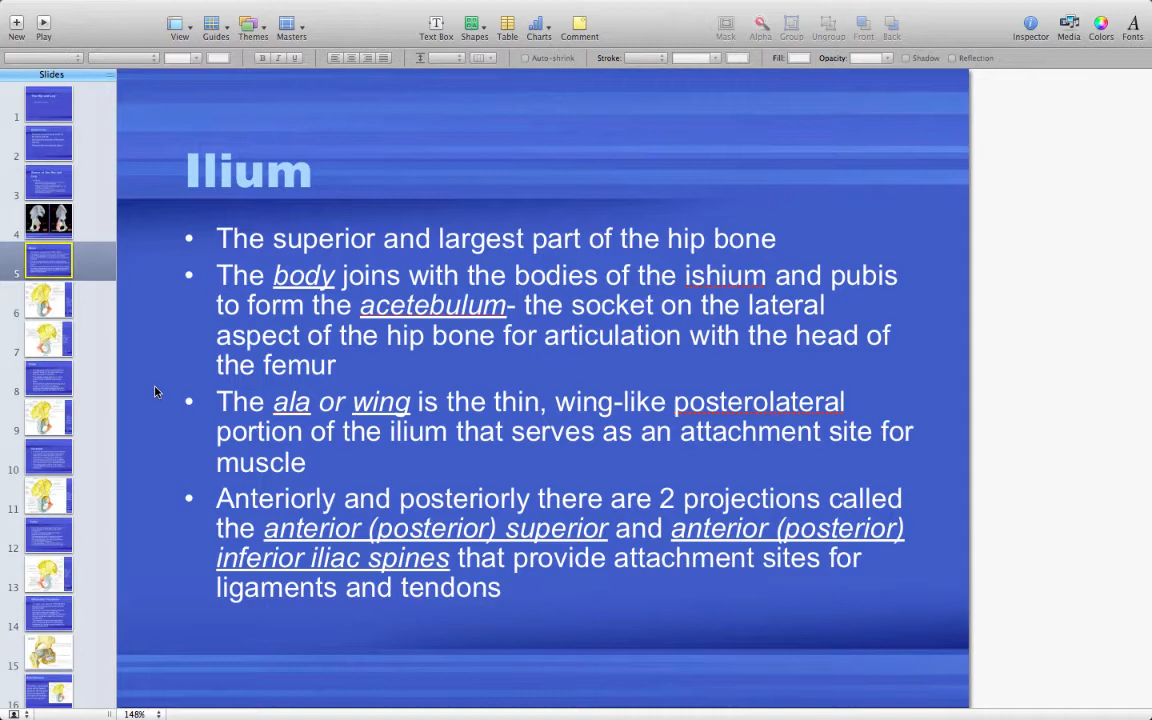 New Play View Guides Themes Masters Text Box Shapes Table Charts Comment Mask Alpha Group Ungroup Front Back Inspector Media Colors Fonts
B I U Auto-shrink Stroke: Fill: Opacity: Shadow Reflection
Slides
1
2
3
4
5
6
7
8
9
10
11
12
13
14
15
16
Ilium
• The superior and largest part of the hip bone
• The body joins with the bodies of the ishium and pubis
to form the acetebulum- the socket on the lateral
aspect of the hip bone for articulation with the head of
the femur
• The ala or wing is the thin, wing-like posterolateral
portion of the ilium that serves as an attachment site for
muscle
• Anteriorly and posteriorly there are 2 projections called
the anterior (posterior) superior and anterior (posterior)
inferior iliac spines that provide attachment sites for
ligaments and tendons
148%